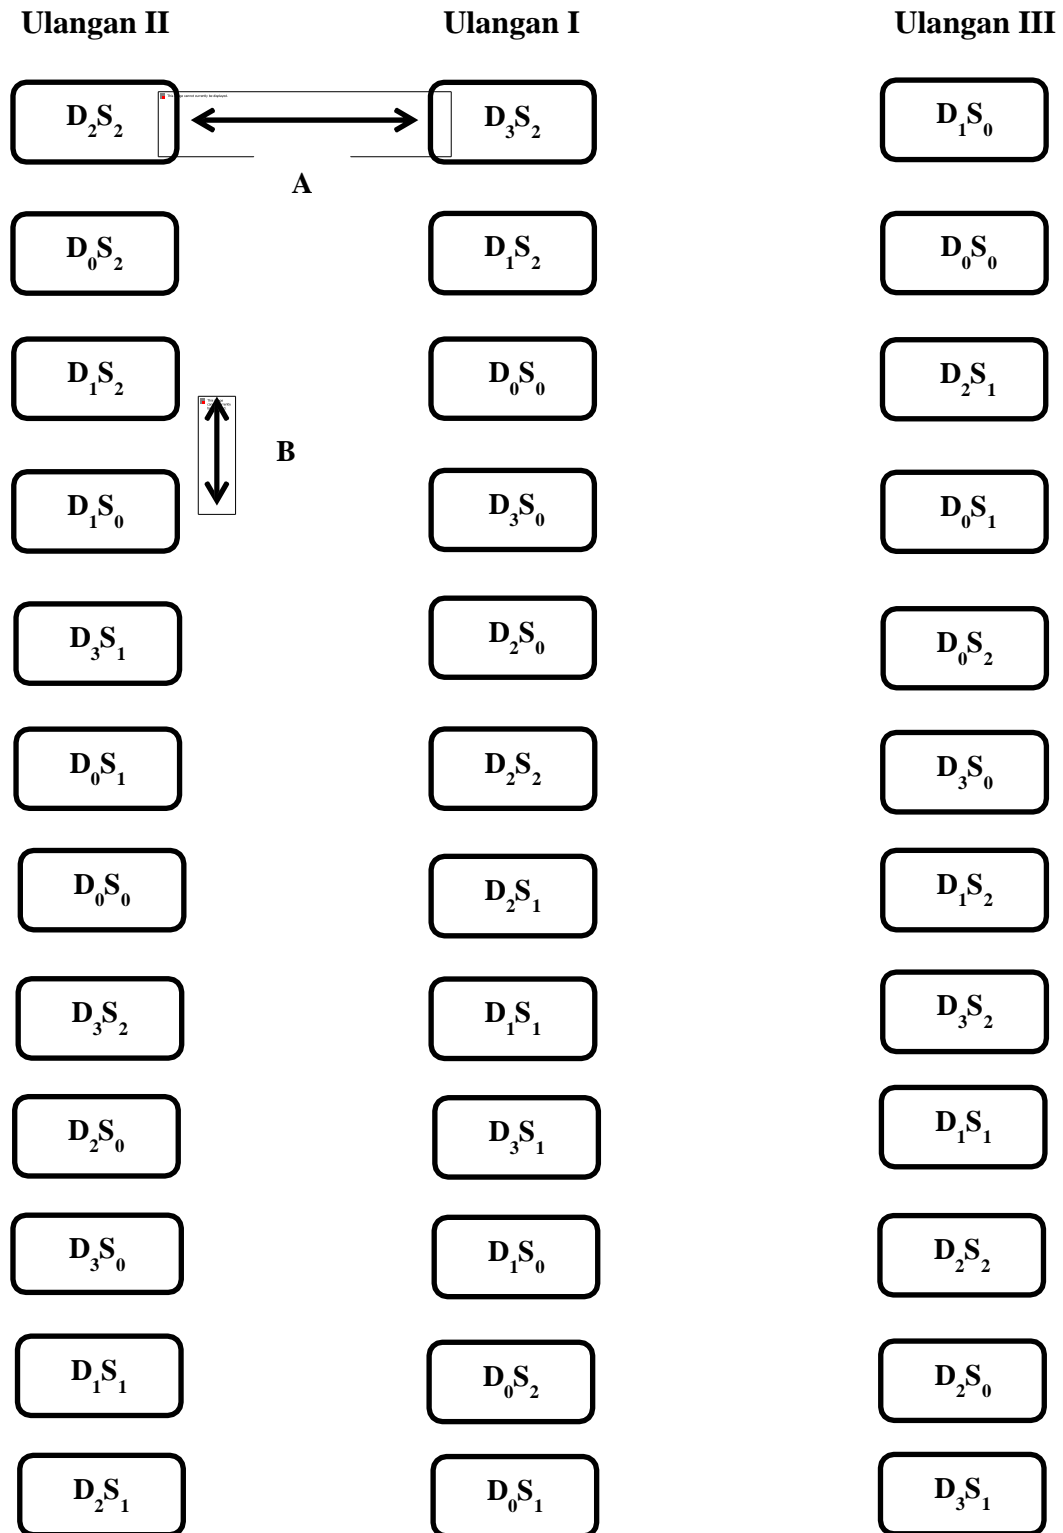 Ulangan II Ulangan I Ulangan III
D₂S₂ D₃S₂ D₁S₀
A
D₀S₂ D₁S₂ D₀S₀
D₁S₂ D₀S₀ D₂S₁
B
D₁S₀ D₃S₀ D₀S₁
D₃S₁ D₂S₀ D₀S₂
D₀S₁ D₂S₂ D₃S₀
D₀S₀ D₂S₁ D₁S₂
D₃S₂ D₁S₁ D₃S₂
D₂S₀ D₃S₁ D₁S₁
D₃S₀ D₁S₀ D₂S₂
D₁S₁ D₀S₂ D₂S₀
D₂S₁ D₀S₁ D₃S₁